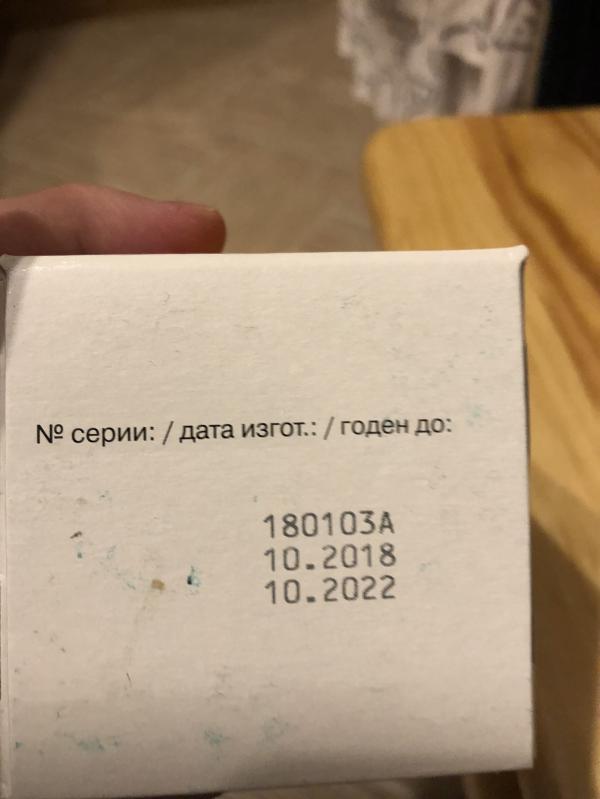 № серии: / дата изгот.: / годен до:
180103A
10.2018
10.2022